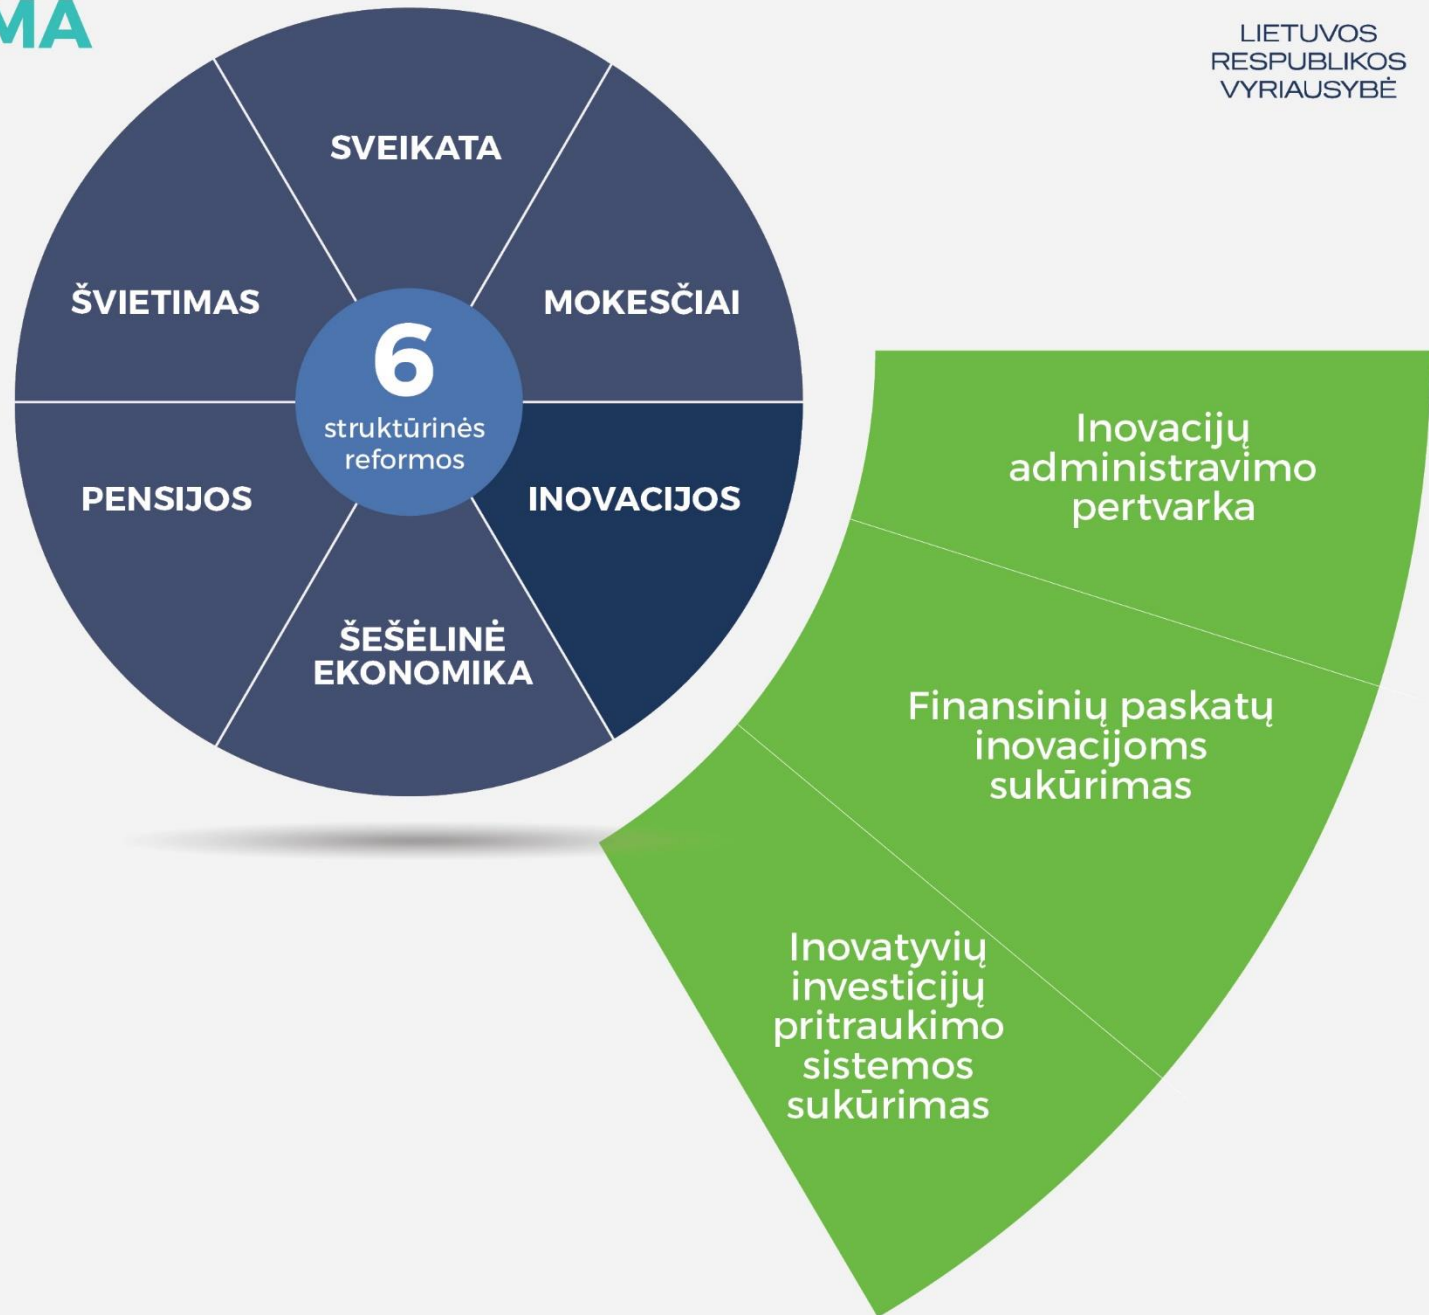 MA
LIETUVOS
RESPUBLIKOS
VYRIAUSYBĖ
SVEIKATA
ŠVIETIMAS
MOKESČIAI
6
struktūrinės
reformos
PENSIJOS
INOVACIJOS
ŠEŠĖLINĖ
EKONOMIKA
Inovacijų
administravimo
pertvarka
Finansinių paskatų
inovacijoms
sukūrimas
Inovatyvių
investicijų
pritraukimo
sistemos
sukūrimas